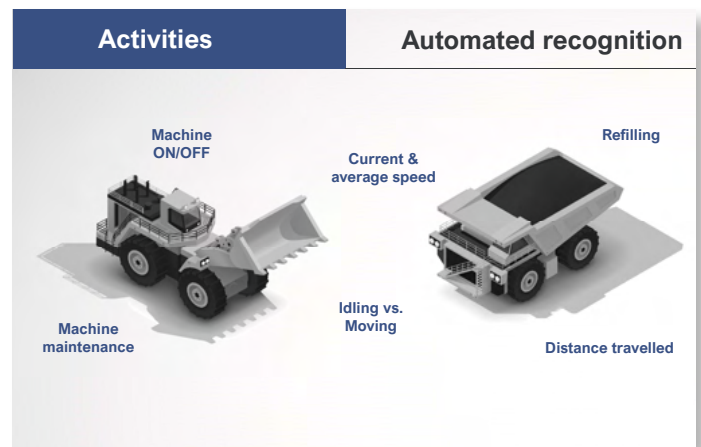 Activities
Automated recognition
Machine
ON/OFF
Current &
average speed
Refilling
Idling vs.
Moving
Machine
maintenance
Distance travelled